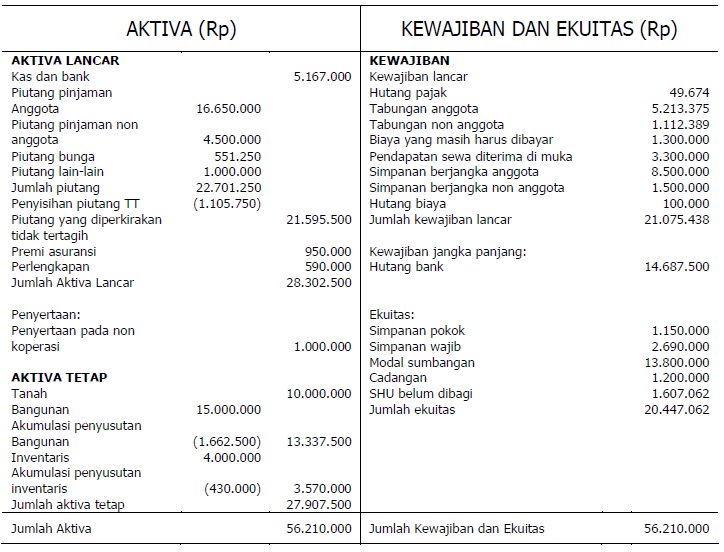 AKTIVA (Rp)
AKTIVA LANCAR
Kas dan bank 5.167.000
Piutang pinjaman
Anggota 16.650.000
Piutang pinjaman non
anggota 4.500.000
Piutang bunga 551.250
Piutang lain-lain 1.000.000
Jumlah piutang 22.701.250
Penyisihan piutang TT (1.105.750)
Piutang yang diperkirakan 21.595.500
tidak tertagih
Premi asuransi 950.000
Perlengkapan 590.000
Jumlah Aktiva Lancar 28.302.500
Penyertaan:
Penyertaan pada non
koperasi 1.000.000
AKTIVA TETAP
Tanah 10.000.000
Bangunan 15.000.000
Akumulasi penyusutan
Bangunan (1.662.500) 13.337.500
Inventaris 4.000.000
Akumulasi penyusutan
inventaris (430.000) 3.570.000
Jumlah aktiva tetap 27.907.500
Jumlah Aktiva 56.210.000
KEWAJIBAN DAN EKUITAS (Rp)
KEWAJIBAN
Kewajiban lancar
Hutang pajak 49.674
Tabungan anggota 5.213.375
Tabungan non anggota 1.112.389
Biaya yang masih harus dibayar 1.300.000
Pendapatan sewa diterima di muka 3.300.000
Simpanan berjangka anggota 8.500.000
Simpanan berjangka non anggota 1.500.000
Hutang biaya 100.000
Jumlah kewajiban lancar 21.075.438
Kewajiban jangka panjang:
Hutang bank 14.687.500
Ekuitas:
Simpanan pokok 1.150.000
Simpanan wajib 2.690.000
Modal sumbangan 13.800.000
Cadangan 1.200.000
SHU belum dibagi 1.607.062
Jumlah ekuitas 20.447.062
Jumlah Kewajiban dan Ekuitas 56.210.000